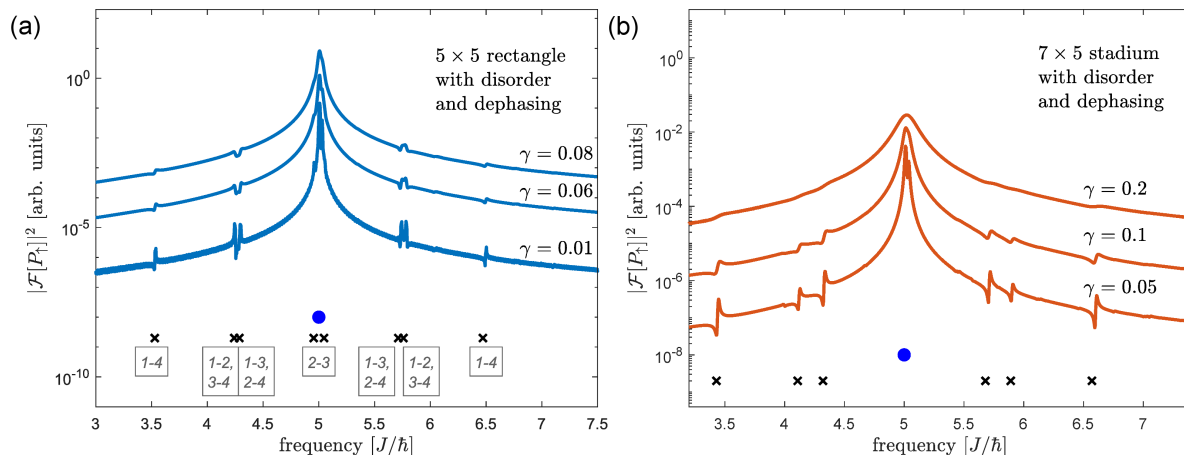 (a)
|𝓕[P↑]|² [arb. units]
10⁰
10⁻⁵
10⁻¹⁰
5 × 5 rectangle
with disorder
and dephasing
γ = 0.08
γ = 0.06
γ = 0.01
1-4
1-2,
3-4
1-3,
2-4
2-3
1-3,
2-4
1-2,
3-4
1-4
3 3.5 4 4.5 5 5.5 6 6.5 7 7.5
frequency [J/ħ]
(b)
|𝓕[P↑]|² [arb. units]
10⁰
10⁻²
10⁻⁴
10⁻⁶
10⁻⁸
7 × 5 stadium
with disorder
and dephasing
γ = 0.2
γ = 0.1
γ = 0.05
3.5 4 4.5 5 5.5 6 6.5 7
frequency [J/ħ]